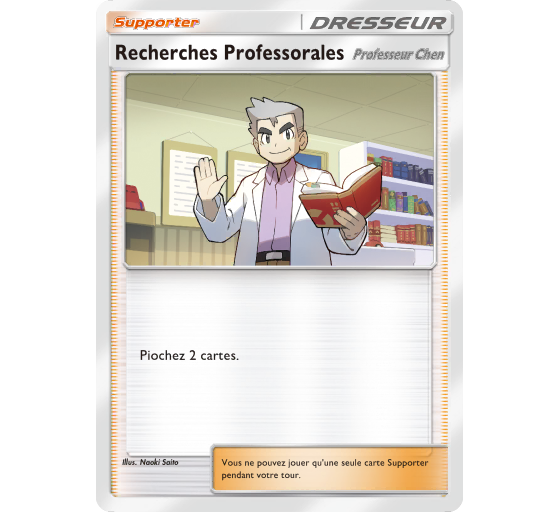 Supporter
DRESSEUR
Recherches Professorales
Professeur Chen
Piochez 2 cartes.
Illus. Naoki Saito
Vous ne pouvez jouer qu'une seule carte Supporter
pendant votre tour.